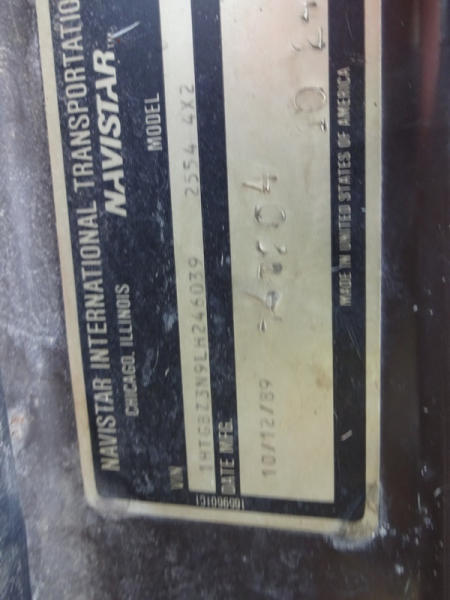 NAVISTAR INTERNATIONAL TRANSPORTATIO
CHICAGO, ILLINOIS NAVISTAR
VIN MODEL
1HTGBZ3N9LH246039 2554 4X2
DATE MFG.
10/12/89
MADE IN UNITED STATES OF AMERICA
1669601C1